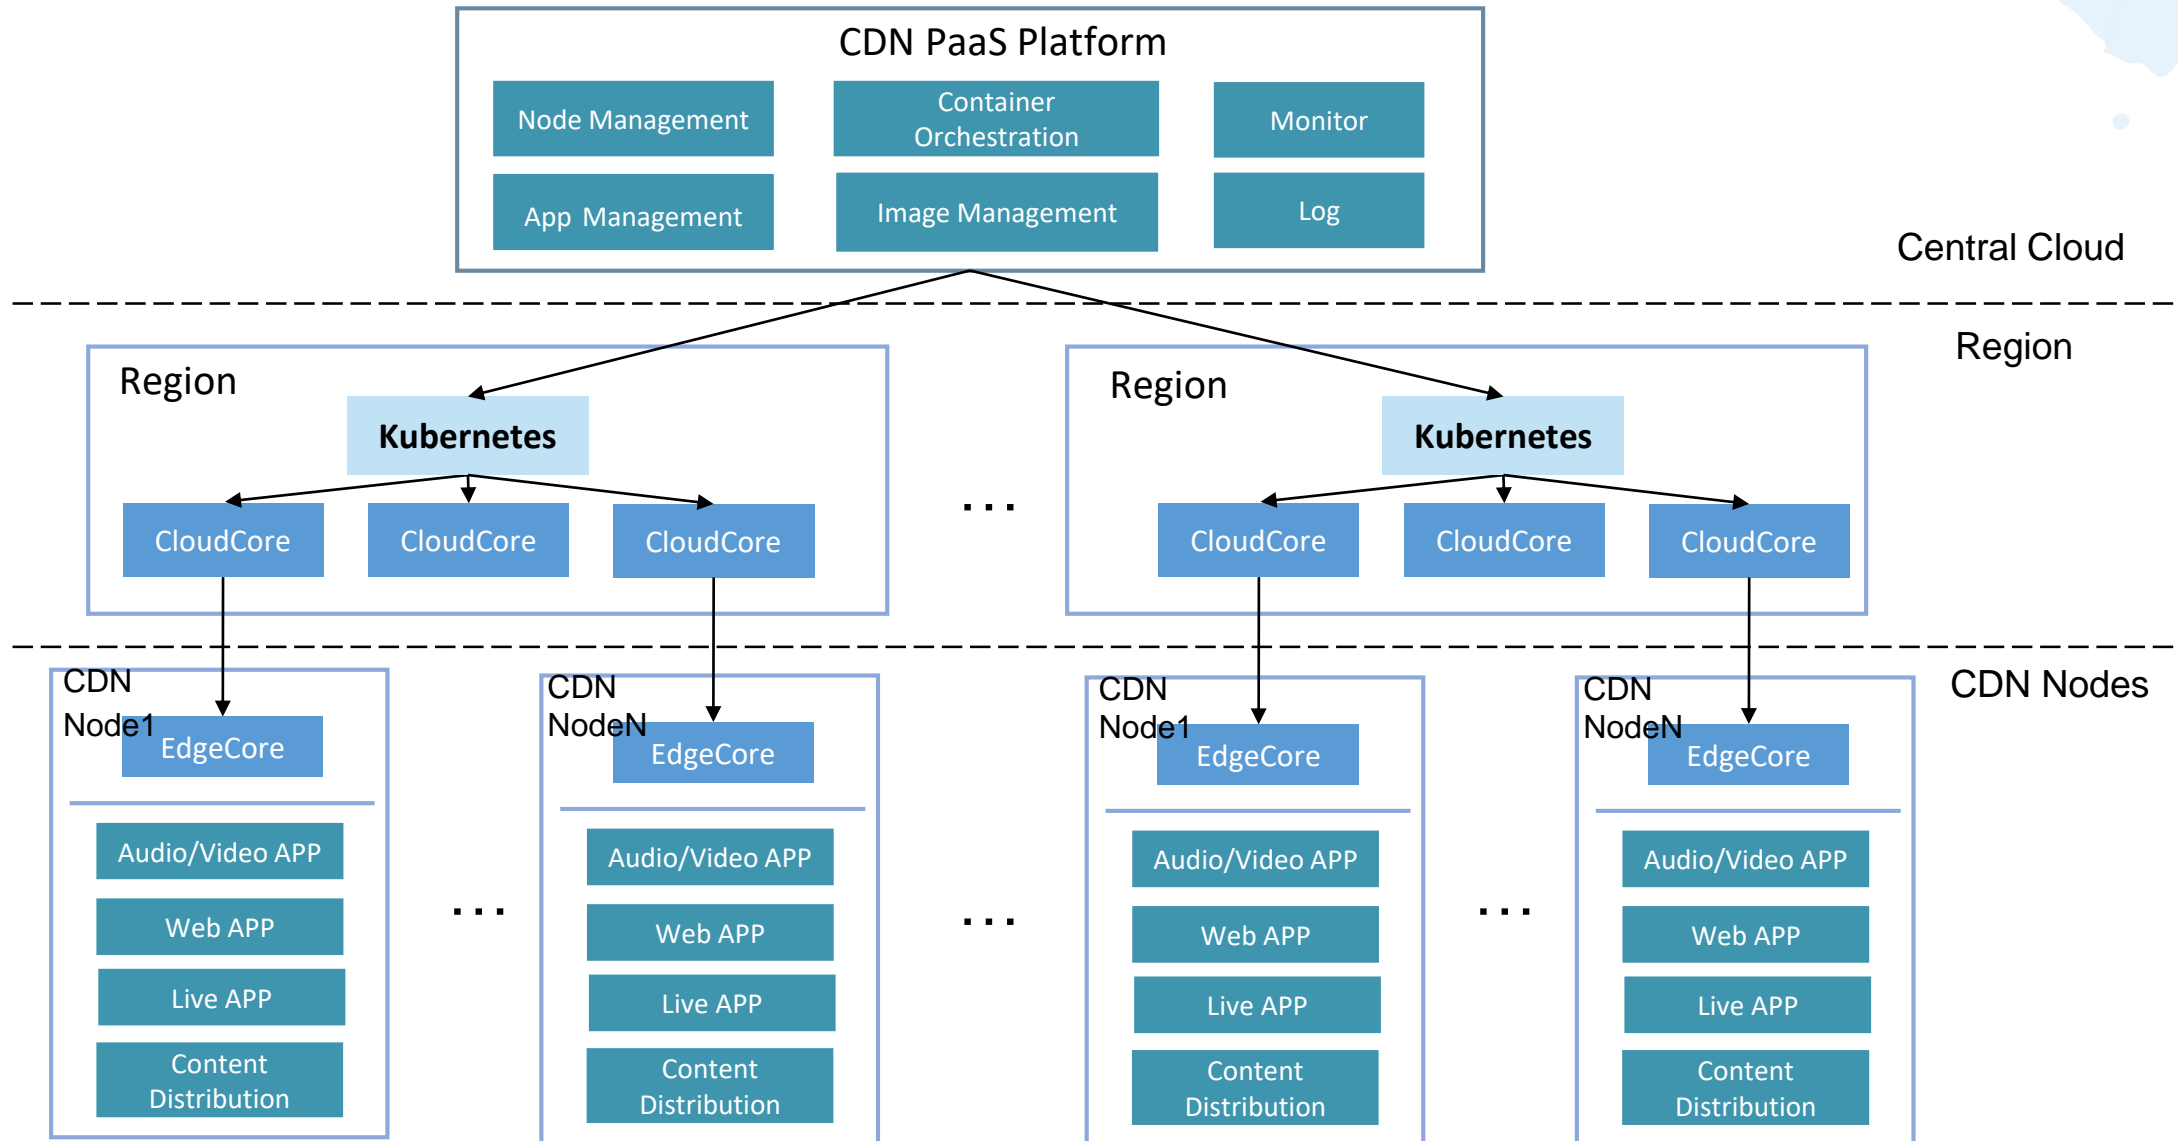 CDN PaaS Platform
Node Management
Container
Orchestration
Monitor
App Management
Image Management
Log
Central Cloud
Region
Region
Kubernetes
CloudCore
CloudCore
CloudCore
...
Region
Kubernetes
CloudCore
CloudCore
CloudCore
CDN Nodes
CDN
Node1
EdgeCore
Audio/Video APP
Web APP
Live APP
Content
Distribution
...
CDN
NodeN
EdgeCore
Audio/Video APP
Web APP
Live APP
Content
Distribution
...
CDN
Node1
EdgeCore
Audio/Video APP
Web APP
Live APP
Content
Distribution
...
CDN
NodeN
EdgeCore
Audio/Video APP
Web APP
Live APP
Content
Distribution